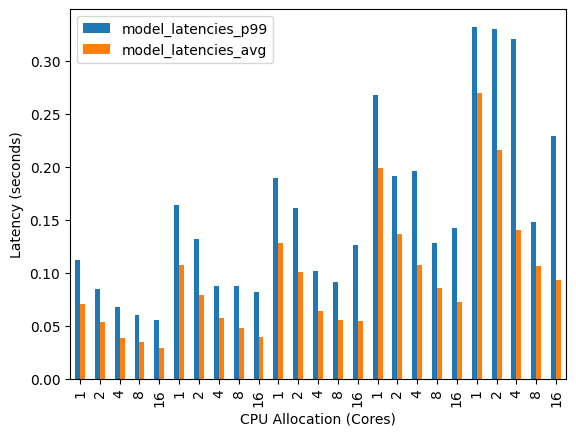 model_latencies_p99
model_latencies_avg
Latency (seconds)
0.30
0.25
0.20
0.15
0.10
0.05
0.00
1 2 4 8 16 1 2 4 8 16 1 2 4 8 16 1 2 4 8 16 1 2 4 8 16
CPU Allocation (Cores)